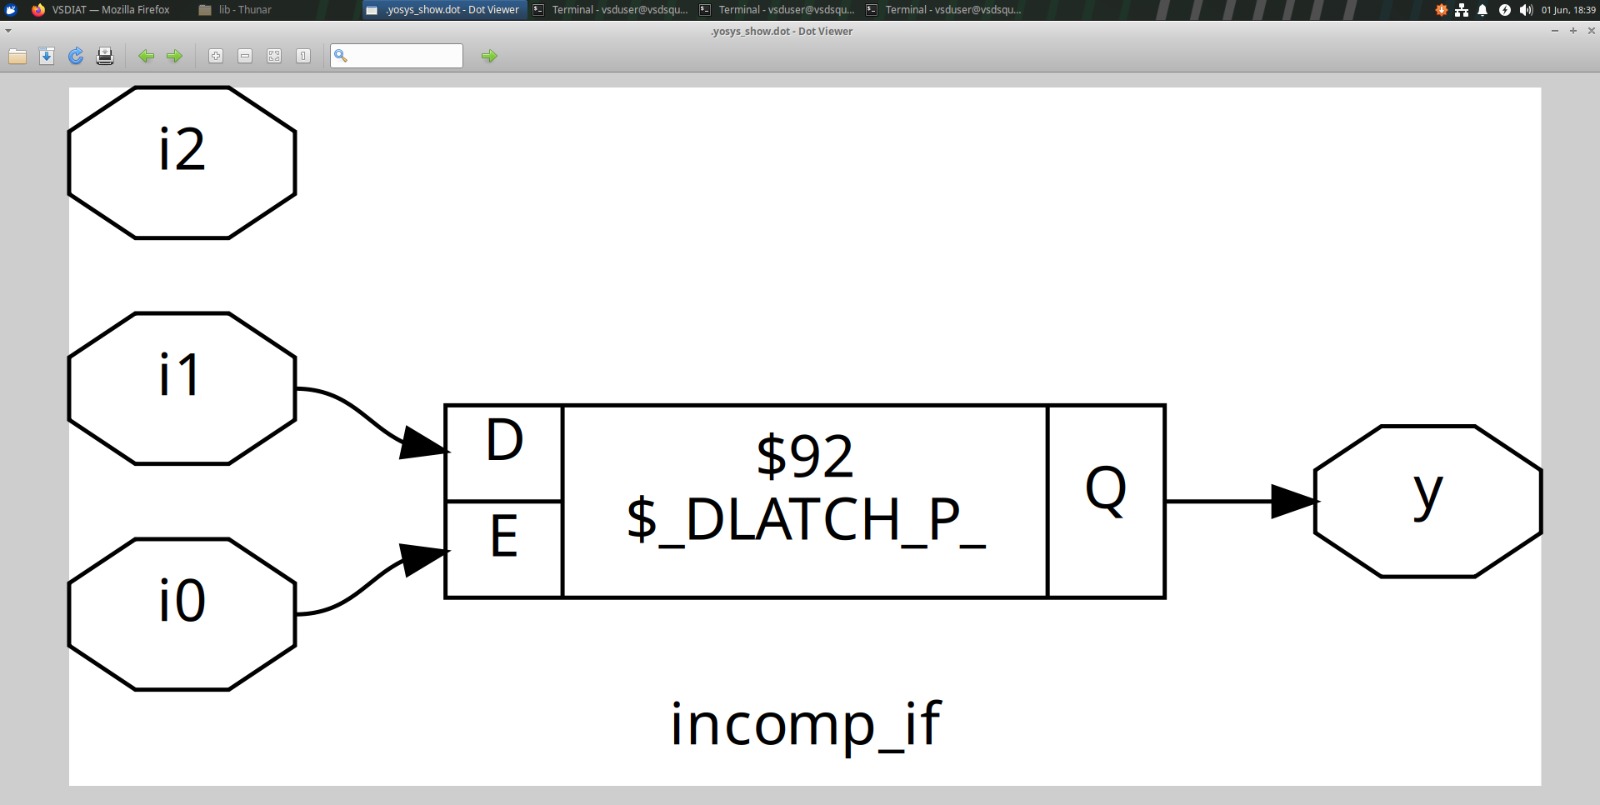 VSDIAT — Mozilla Firefox
lib - Thunar
.yosys_show.dot - Dot Viewer
Terminal - vsduser@vsdsqu...
Terminal - vsduser@vsdsqu...
Terminal - vsduser@vsdsqu...
01 Jun, 18:39
.yosys_show.dot - Dot Viewer
i2
i1
D
$92
$_DLATCH_P_
Q
y
E
i0
incomp_if